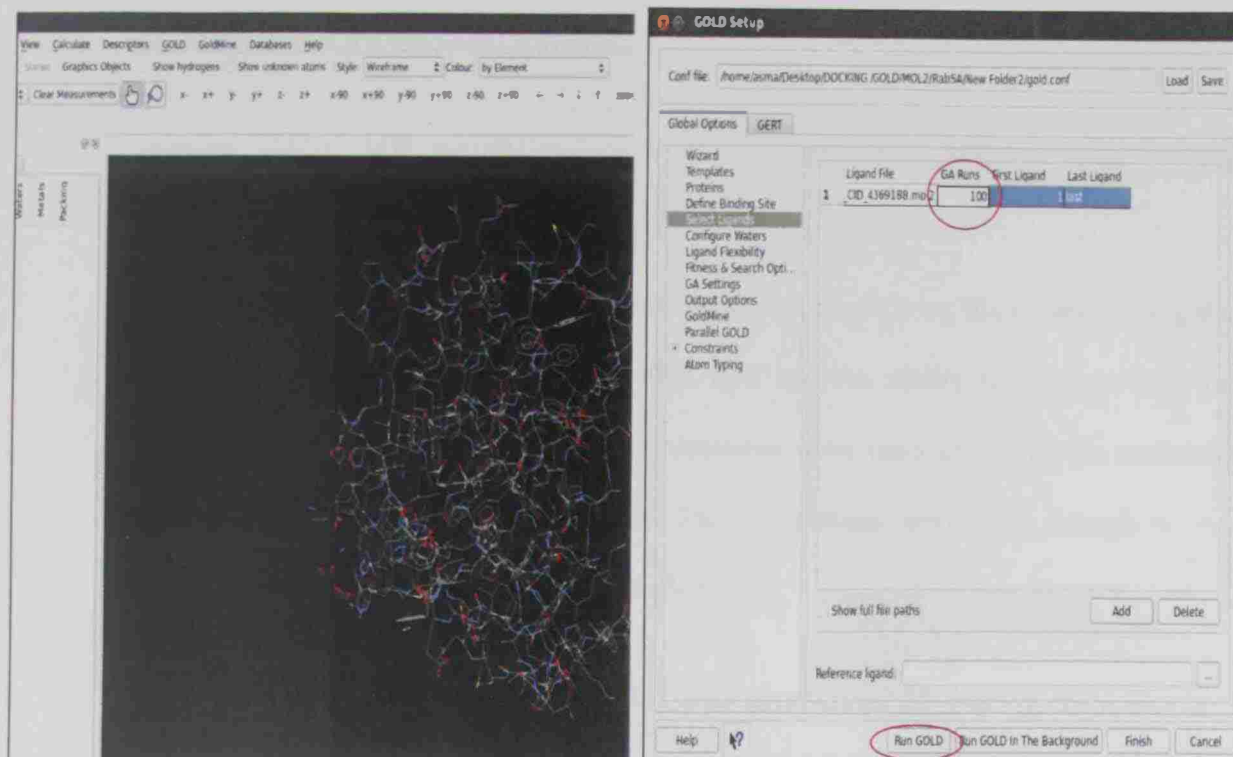 View Calculate Descriptors GOLD GoldMine Databases Help
Graphics Objects Show hydrogens Show unknown atoms Style: Wireframe Colour: by Element
Clear Measurements x- x+ y- y+ z- z+ x-90 x+90 y-90 y+90 z-90 z+90
Waters
Metals
Packing
GOLD Setup
Conf file: /home/asma/Desktop/DOCKING /GOLD/MOL2/Rab5A/New Folder2/gold.conf Load Save
Global Options GERT
Wizard
Templates
Proteins
Define Binding Site
Select Ligands
Configure Waters
Ligand Flexibility
Fitness & Search Opti...
GA Settings
Output Options
GoldMine
Parallel GOLD
Constraints
Atom Typing
Ligand File GA Runs First Ligand Last Ligand
1 _CID_4369188.mol2 100 1 last
Show full file paths Add Delete
Reference ligand: ...
Help ? Run GOLD Run GOLD In The Background Finish Cancel